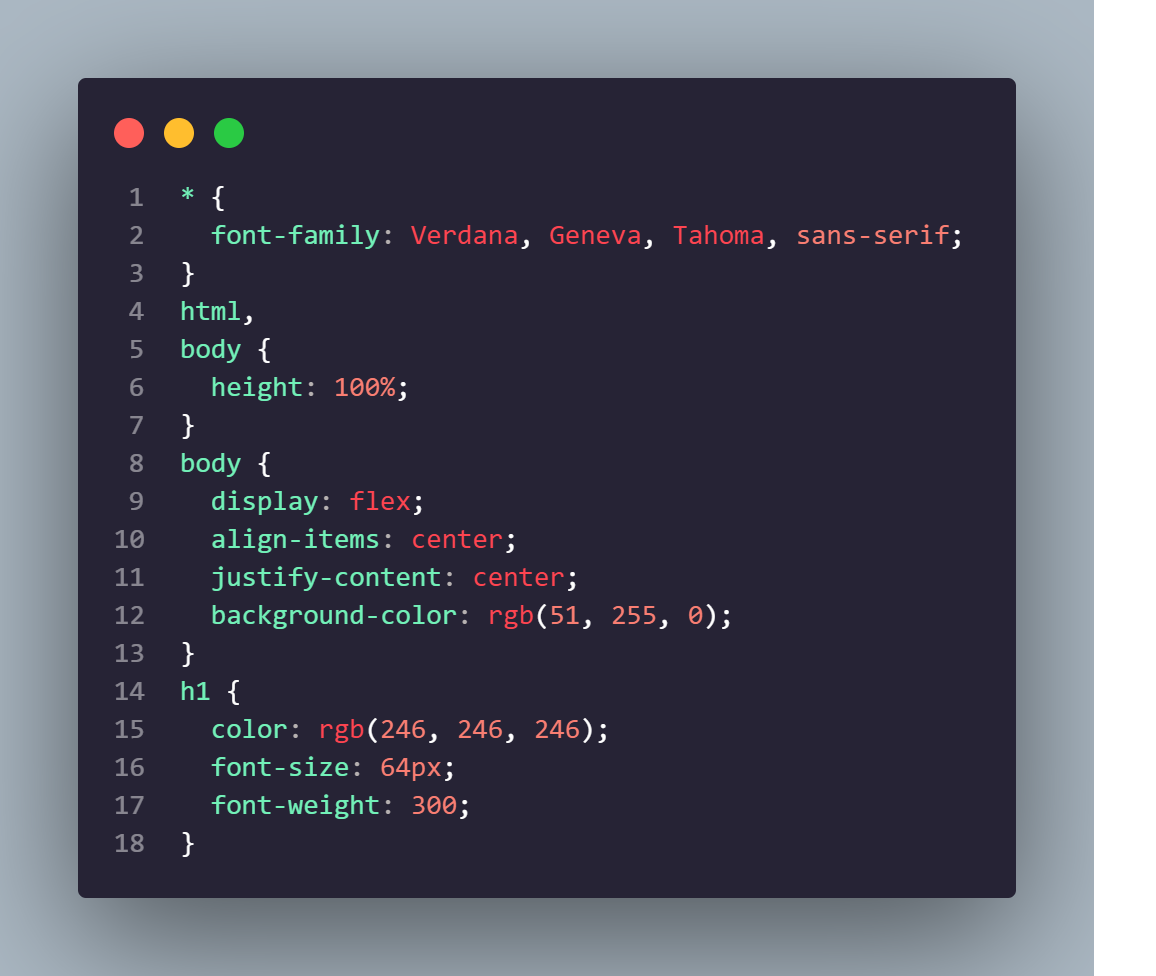 1 * {
2   font-family: Verdana, Geneva, Tahoma, sans-serif;
3 }
4 html,
5 body {
6   height: 100%;
7 }
8 body {
9   display: flex;
10   align-items: center;
11   justify-content: center;
12   background-color: rgb(51, 255, 0);
13 }
14 h1 {
15   color: rgb(246, 246, 246);
16   font-size: 64px;
17   font-weight: 300;
18 }